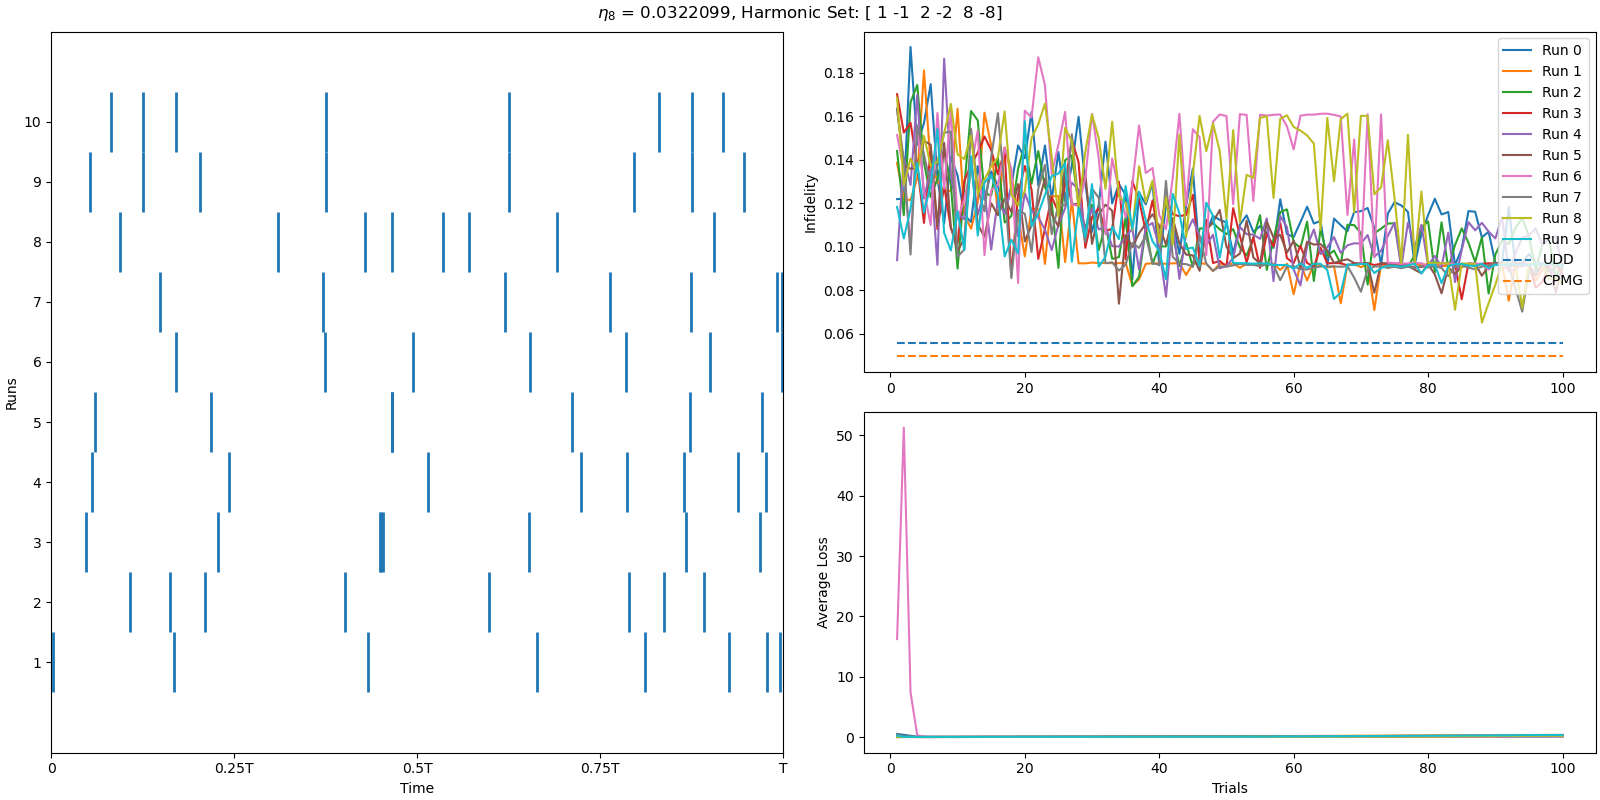 η8 = 0.0322099, Harmonic Set: [ 1 -1  2 -2  8 -8]
Runs
10
9
8
7
6
5
4
3
2
1
0
0.25T
0.5T
0.75T
T
Time
Infidelity
0.18
0.16
0.14
0.12
0.10
0.08
0.06
0
20
40
60
80
100
Run 0
Run 1
Run 2
Run 3
Run 4
Run 5
Run 6
Run 7
Run 8
Run 9
UDD
CPMG
Average Loss
50
40
30
20
10
0
0
20
40
60
80
100
Trials